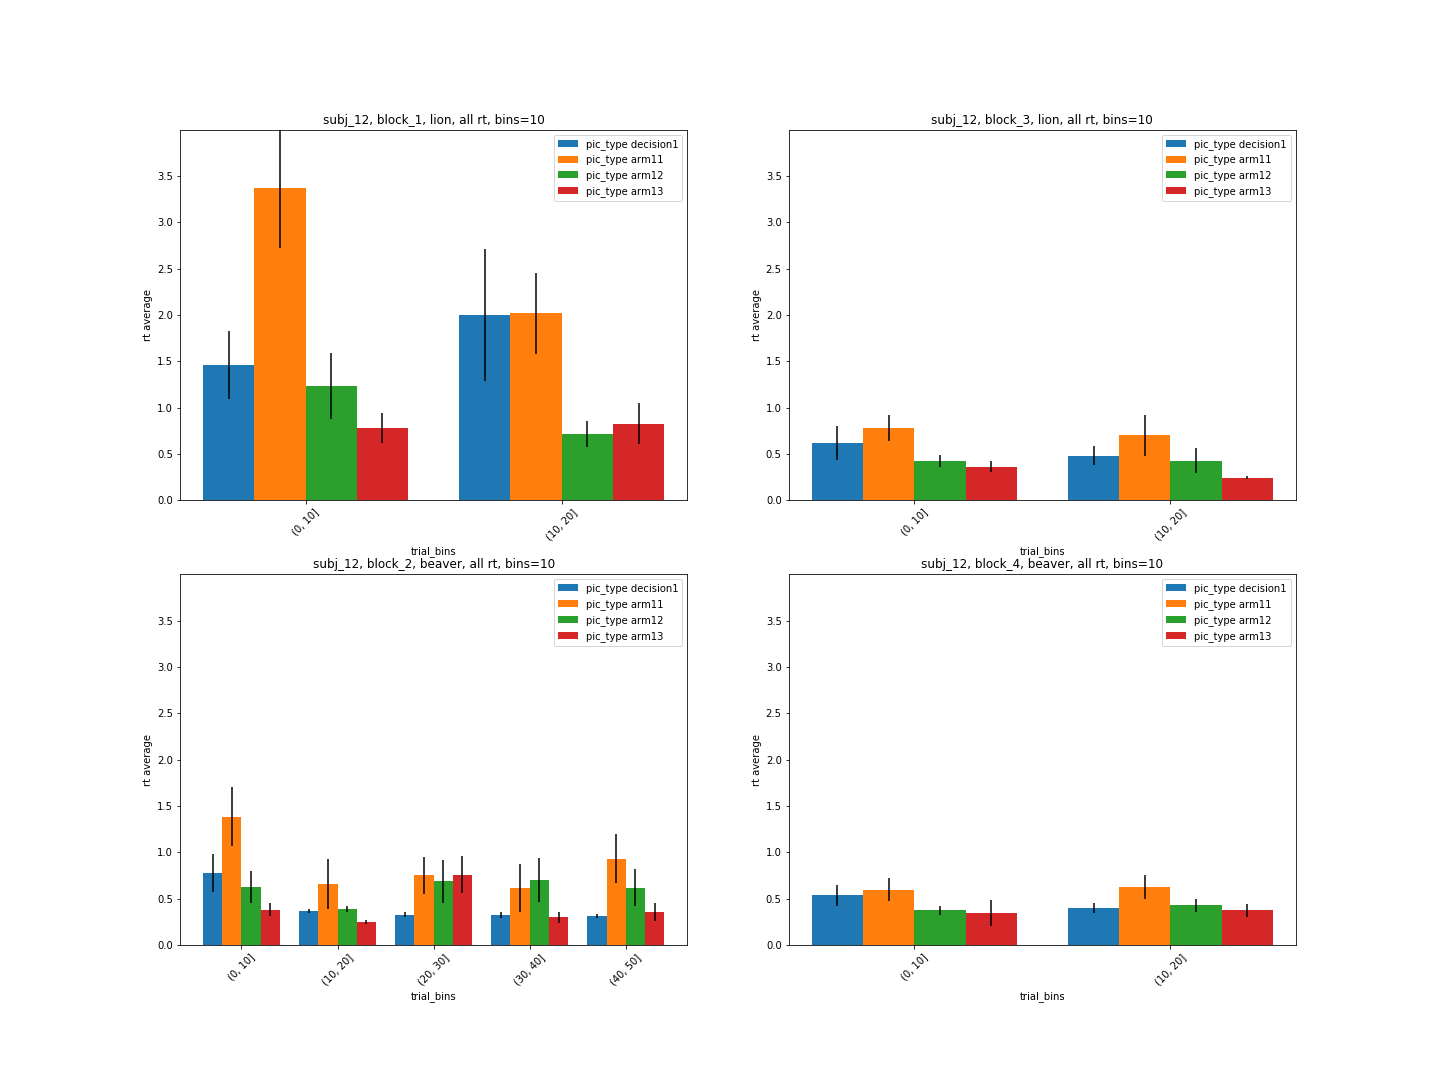 subj_12, block_1, lion, all rt, bins=10
pic_type decision1
pic_type arm11
pic_type arm12
pic_type arm13
3.5
3.0
2.5
2.0
1.5
1.0
0.5
0.0
rt average
(0, 10]
(10, 20]
trial_bins
subj_12, block_3, lion, all rt, bins=10
pic_type decision1
pic_type arm11
pic_type arm12
pic_type arm13
3.5
3.0
2.5
2.0
1.5
1.0
0.5
0.0
rt average
(0, 10]
(10, 20]
trial_bins
subj_12, block_2, beaver, all rt, bins=10
pic_type decision1
pic_type arm11
pic_type arm12
pic_type arm13
3.5
3.0
2.5
2.0
1.5
1.0
0.5
0.0
rt average
(0, 10]
(10, 20]
(20, 30]
(30, 40]
(40, 50]
trial_bins
subj_12, block_4, beaver, all rt, bins=10
pic_type decision1
pic_type arm11
pic_type arm12
pic_type arm13
3.5
3.0
2.5
2.0
1.5
1.0
0.5
0.0
rt average
(0, 10]
(10, 20]
trial_bins